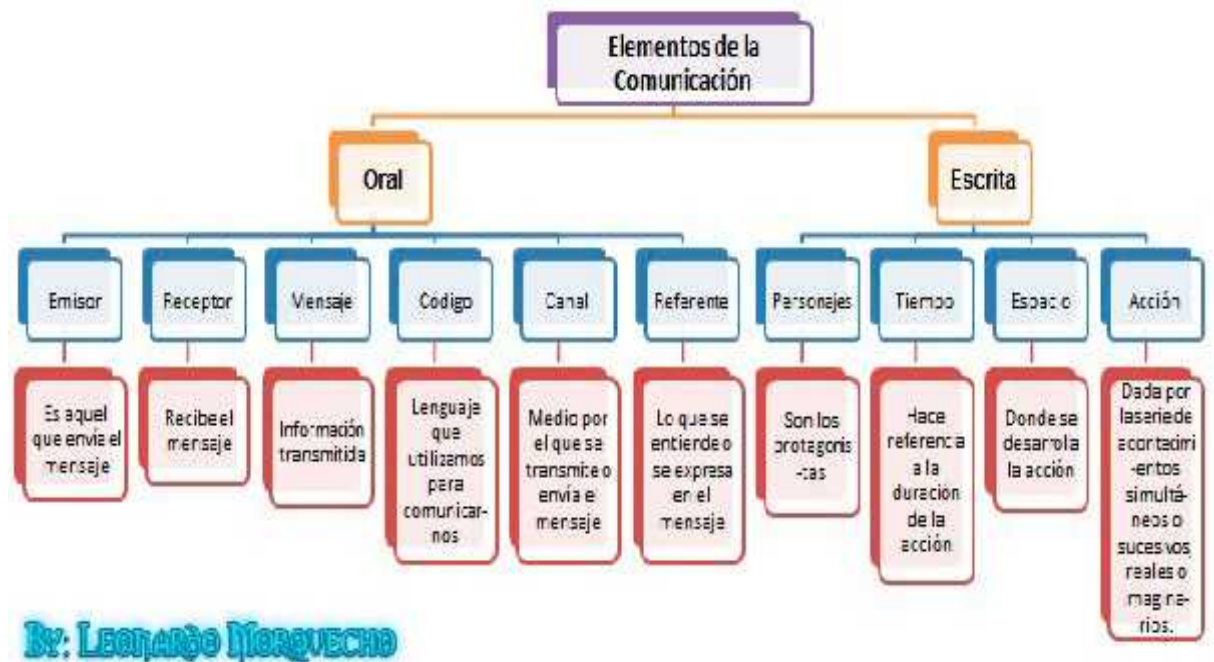 Elementos de la
Comunicación
Oral
Escrita
Emisor
Receptor
Mensaje
Código
Canal
Referente
Personajes
Tiempo
Espacio
Acción
Es aquel
que envía el
mensaje
Recibe el
mensaje
Información
transmitida
Lenguaje
que
utilizamos
para
comunicar-
nos
Medio por
el que se
transmite o
envía el
mensaje
Lo que se
entiende o
se expresa
en el
mensaje
Son los
protagonis
-tas
Hace
referencia
a la
duración
de la
acción
Donde se
desarrolla
la acción
Dada por
la serie de
acontecimi
-entos
simultá-
neos o
sucesivos,
reales o
imagina-
rios.
By: Leonardo Morquecho